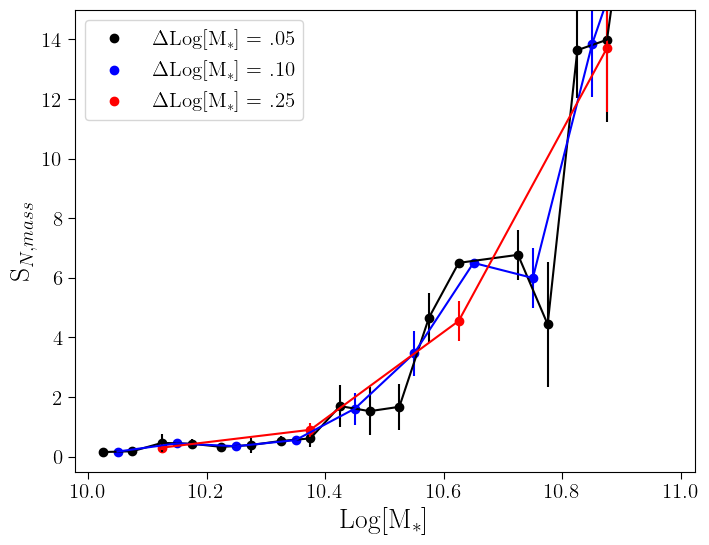 ΔLog[M*] = .05
ΔLog[M*] = .10
ΔLog[M*] = .25
14
12
10
8
6
4
2
0
S_{N,mass}
10.0 10.2 10.4 10.6 10.8 11.0
Log[M*]